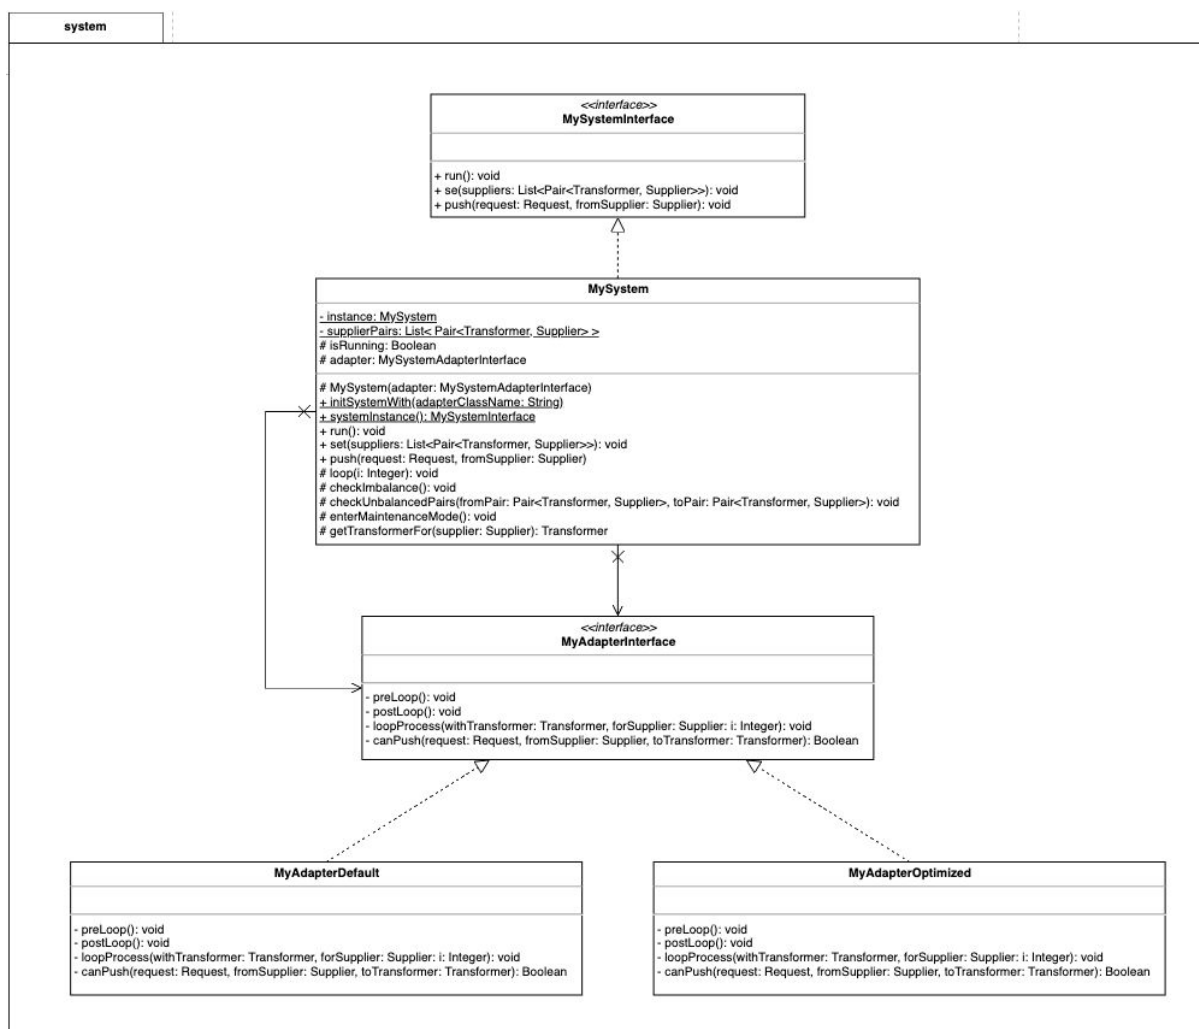 system
<<interface>>
MySystemInterface
+ run(): void
+ se(suppliers: List<Pair<Transformer, Supplier>>): void
+ push(request: Request, fromSupplier: Supplier): void
MySystem
- instance: MySystem
- supplierPairs: List< Pair<Transformer, Supplier> >
# isRunning: Boolean
# adapter: MySystemAdapterInterface
# MySystem(adapter: MySystemAdapterInterface)
+ initSystemWith(adapterClassName: String)
+ systemInstance(): MySystemInterface
+ run(): void
+ set(suppliers: List<Pair<Transformer, Supplier>>): void
+ push(request: Request, fromSupplier: Supplier)
# loop(i: Integer): void
# checkImbalance(): void
# checkUnbalancedPairs(fromPair: Pair<Transformer, Supplier>, toPair: Pair<Transformer, Supplier>): void
# enterMaintenanceMode(): void
# getTransformerFor(supplier: Supplier): Transformer
<<interface>>
MyAdapterInterface
- preLoop(): void
- postLoop(): void
- loopProcess(withTransformer: Transformer, forSupplier: Supplier: i: Integer): void
- canPush(request: Request, fromSupplier: Supplier, toTransformer: Transformer): Boolean
MyAdapterDefault
- preLoop(): void
- postLoop(): void
- loopProcess(withTransformer: Transformer, forSupplier: Supplier: i: Integer): void
- canPush(request: Request, fromSupplier: Supplier, toTransformer: Transformer): Boolean
MyAdapterOptimized
- preLoop(): void
- postLoop(): void
- loopProcess(withTransformer: Transformer, forSupplier: Supplier: i: Integer): void
- canPush(request: Request, fromSupplier: Supplier, toTransformer: Transformer): Boolean